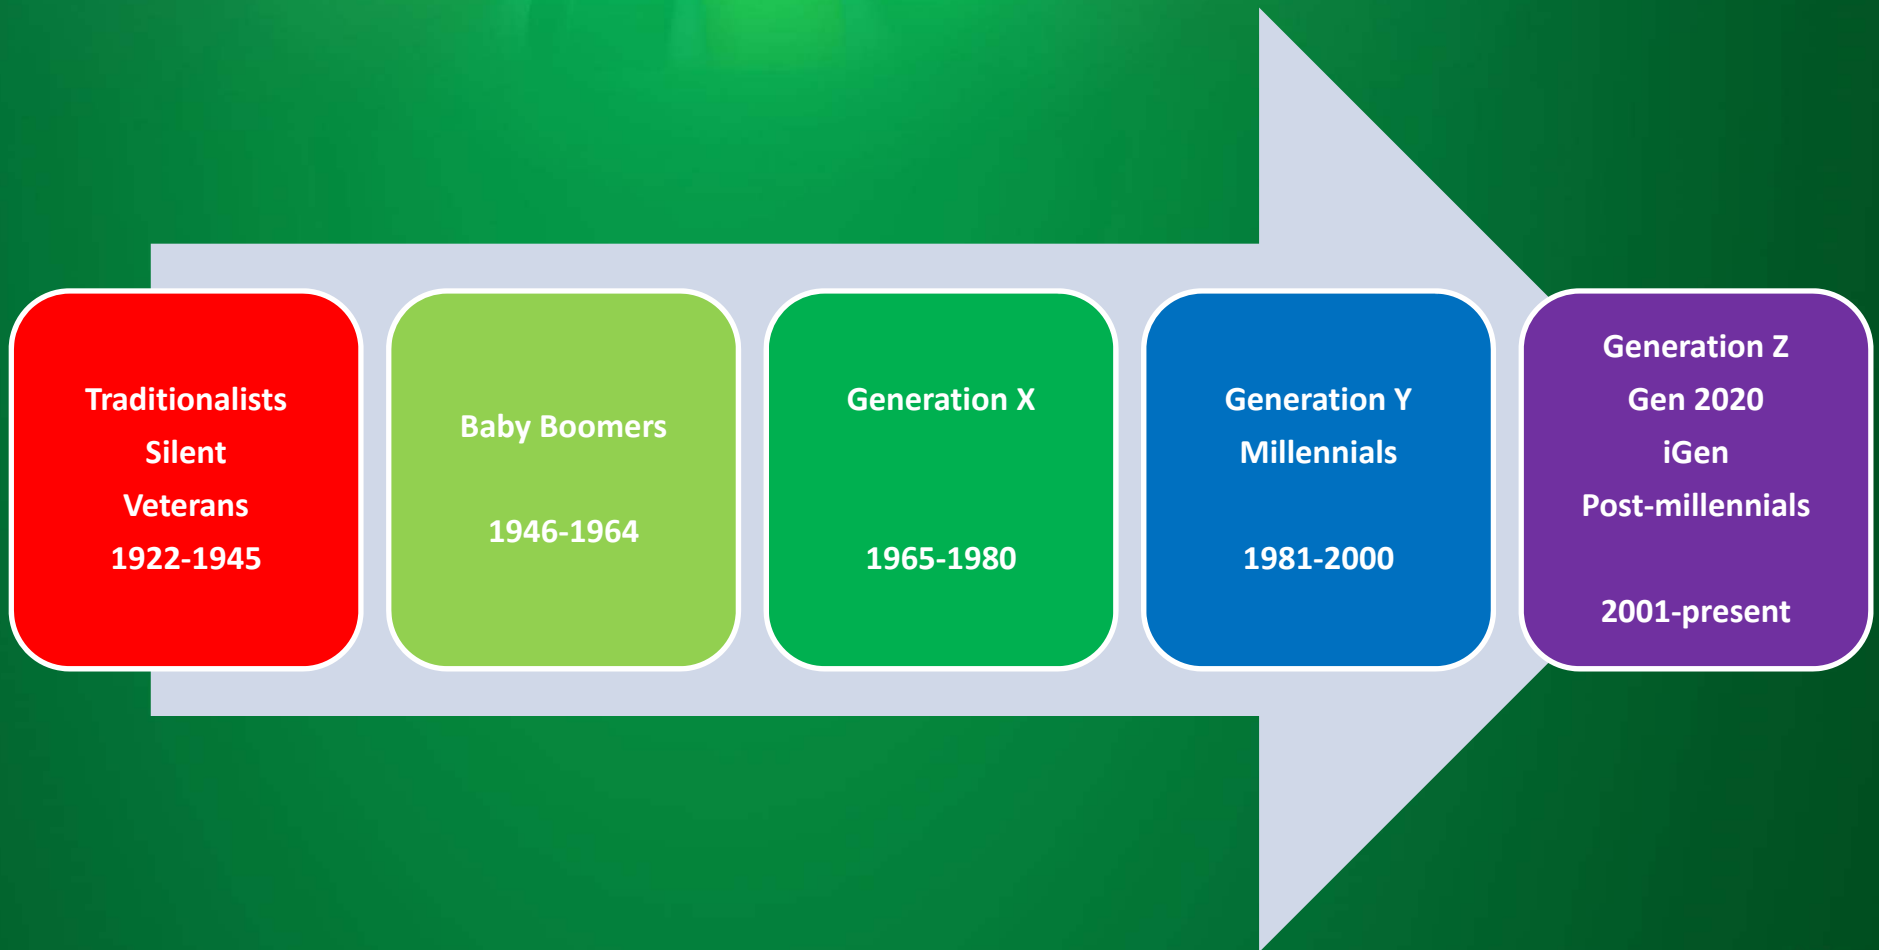 Traditionalists
Silent
Veterans
1922-1945
Baby Boomers
1946-1964
Generation X
1965-1980
Generation Y
Millennials
1981-2000
Generation Z
Gen 2020
iGen
Post-millennials
2001-present